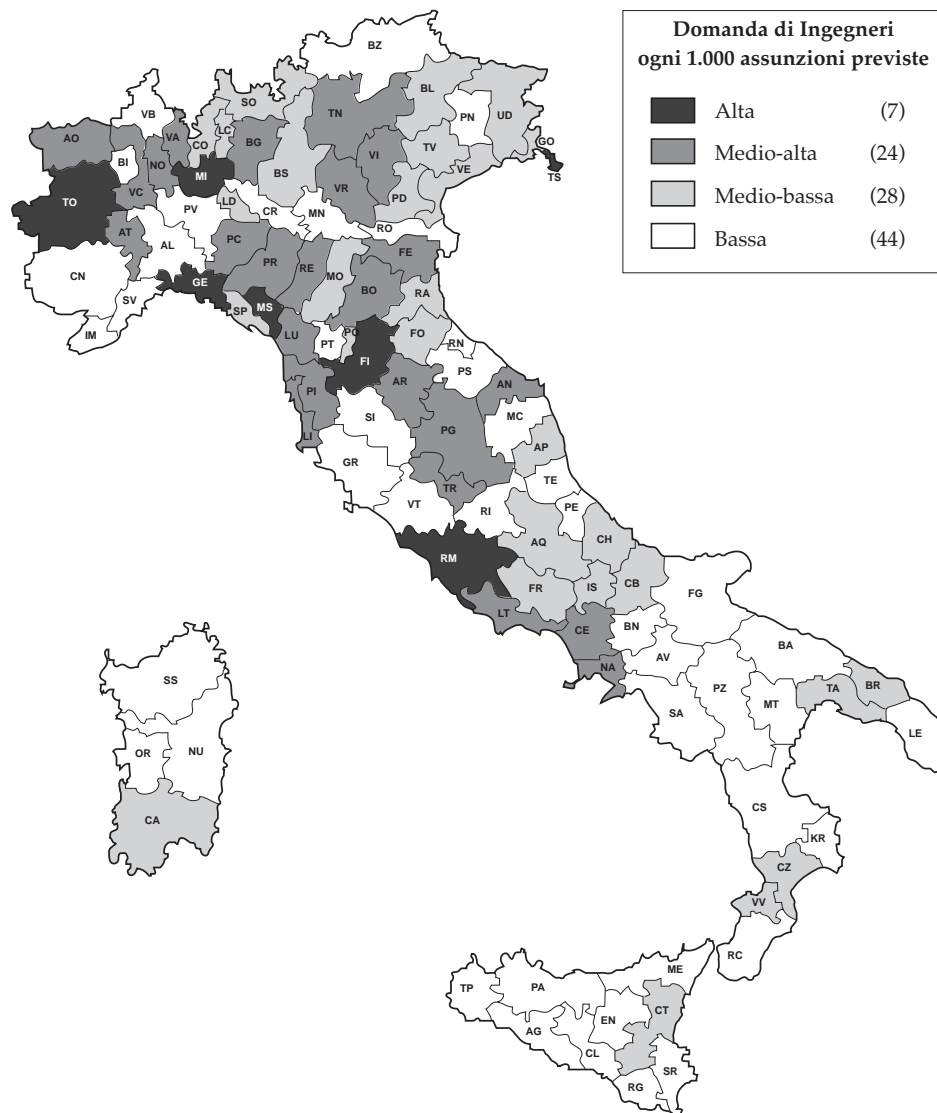 Domanda di Ingegneri
ogni 1.000 assunzioni previste
Alta (7)
Medio-alta (24)
Medio-bassa (28)
Bassa (44)
BZ
SO
BL
VB
TN
PN
UD
AO
VA
LC
CO
BG
GO
BI
NO
VI
TV
TS
MI
BS
VE
VC
VR
PD
TO
PV
LD
CR
MN
RO
AT
AL
PC
FE
PR
RE
MO
CN
GE
BO
SV
MS
RA
SP
IM
LU
PT
PO
FO
RN
FI
PS
PI
AR
AN
LI
SI
MC
PG
AP
GR
TE
TR
VT
RI
PE
AQ
CH
RM
FR
IS
CB
LT
FG
CE
BN
BA
AV
NA
PZ
TA
BR
SA
MT
LE
SS
OR
NU
CA
CS
KR
CZ
VV
RC
ME
TP
PA
CT
EN
AG
CL
SR
RG